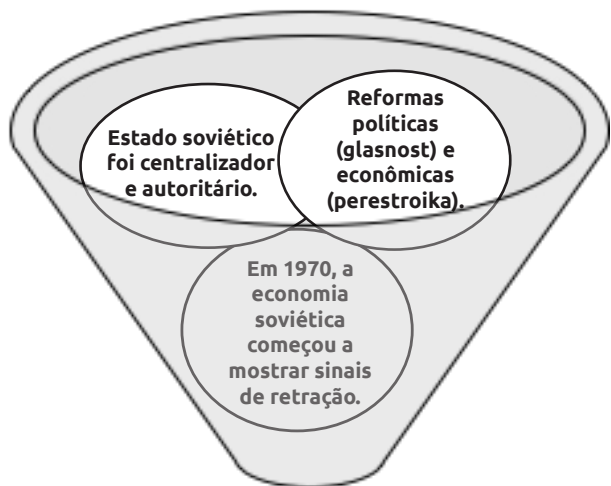 Estado soviético
foi centralizador
e autoritário.
Reformas
políticas
(glasnost) e
econômicas
(perestroika).
Em 1970, a
economia
soviética
começou a
mostrar sinais
de retração.